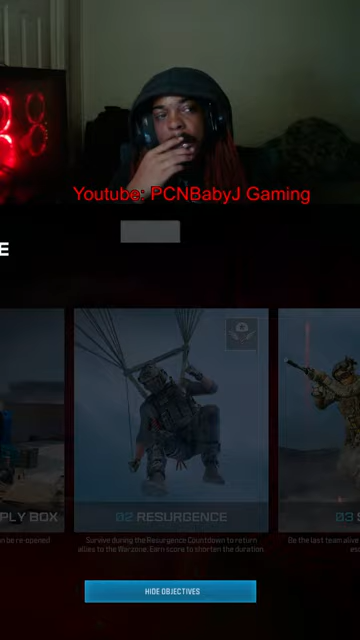 Youtube: PCNBabyJ Gaming
E
PLY BOX
02 RESURGENCE
03 S
an be re-opened
Survive during the Resurgence Countdown to return
allies to the Warzone. Earn score to shorten the duration.
Be the last team alive
HIDE OBJECTIVES